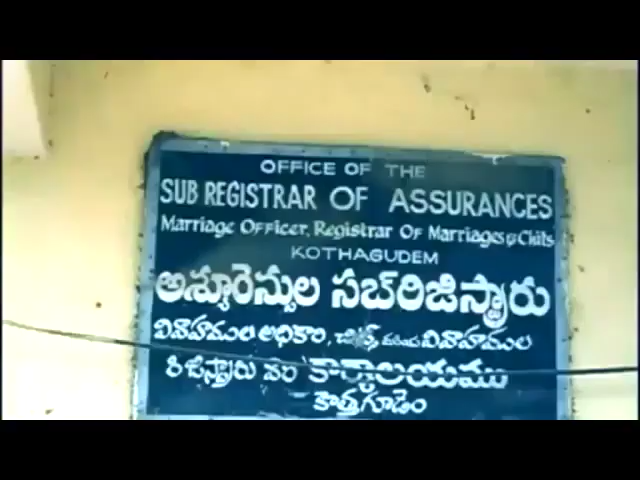 OFFICE OF THE
SUB REGISTRAR OF ASSURANCES
Marriage Officer, Registrar Of Marriages & Chits
KOTHAGUDEM
అశ్యూరెన్సుల సబ్‌రిజిస్ట్రారు
వివాహముల అధికారి, చిట్స్ మరియు వివాహముల
రిజిస్ట్రారు వారి కార్యాలయము
కొత్తగూడెం